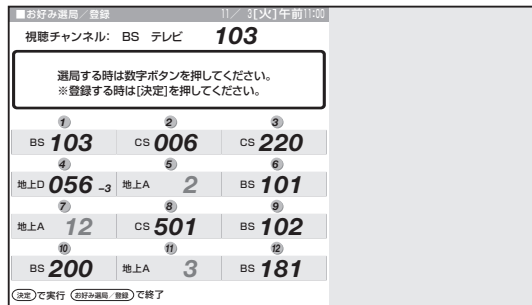 ■お好み選局/登録 11/ 3[火]午前11:00
視聴チャンネル: BS テレビ 103
選局する時は数字ボタンを押してください。
※登録する時は[決定]を押してください。
1 2 3
BS 103 CS 006 CS 220
4 5 6
地上D 056 -3 地上A 2 BS 101
7 8 9
地上A 12 CS 501 BS 102
10 11 12
BS 200 地上A 3 BS 181
決定で実行 お好み選局/登録で終了